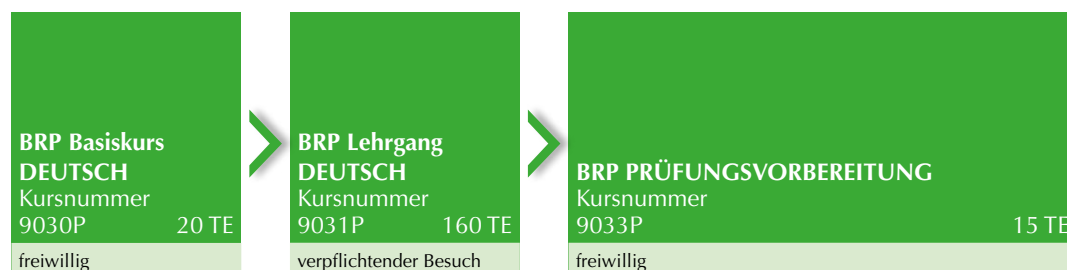 BRP Basiskurs
DEUTSCH
Kursnummer
9030P 20 TE
freiwillig
BRP Lehrgang
DEUTSCH
Kursnummer
9031P 160 TE
verpflichtender Besuch
BRP PRÜFUNGSVORBEREITUNG
Kursnummer
9033P 15 TE
freiwillig